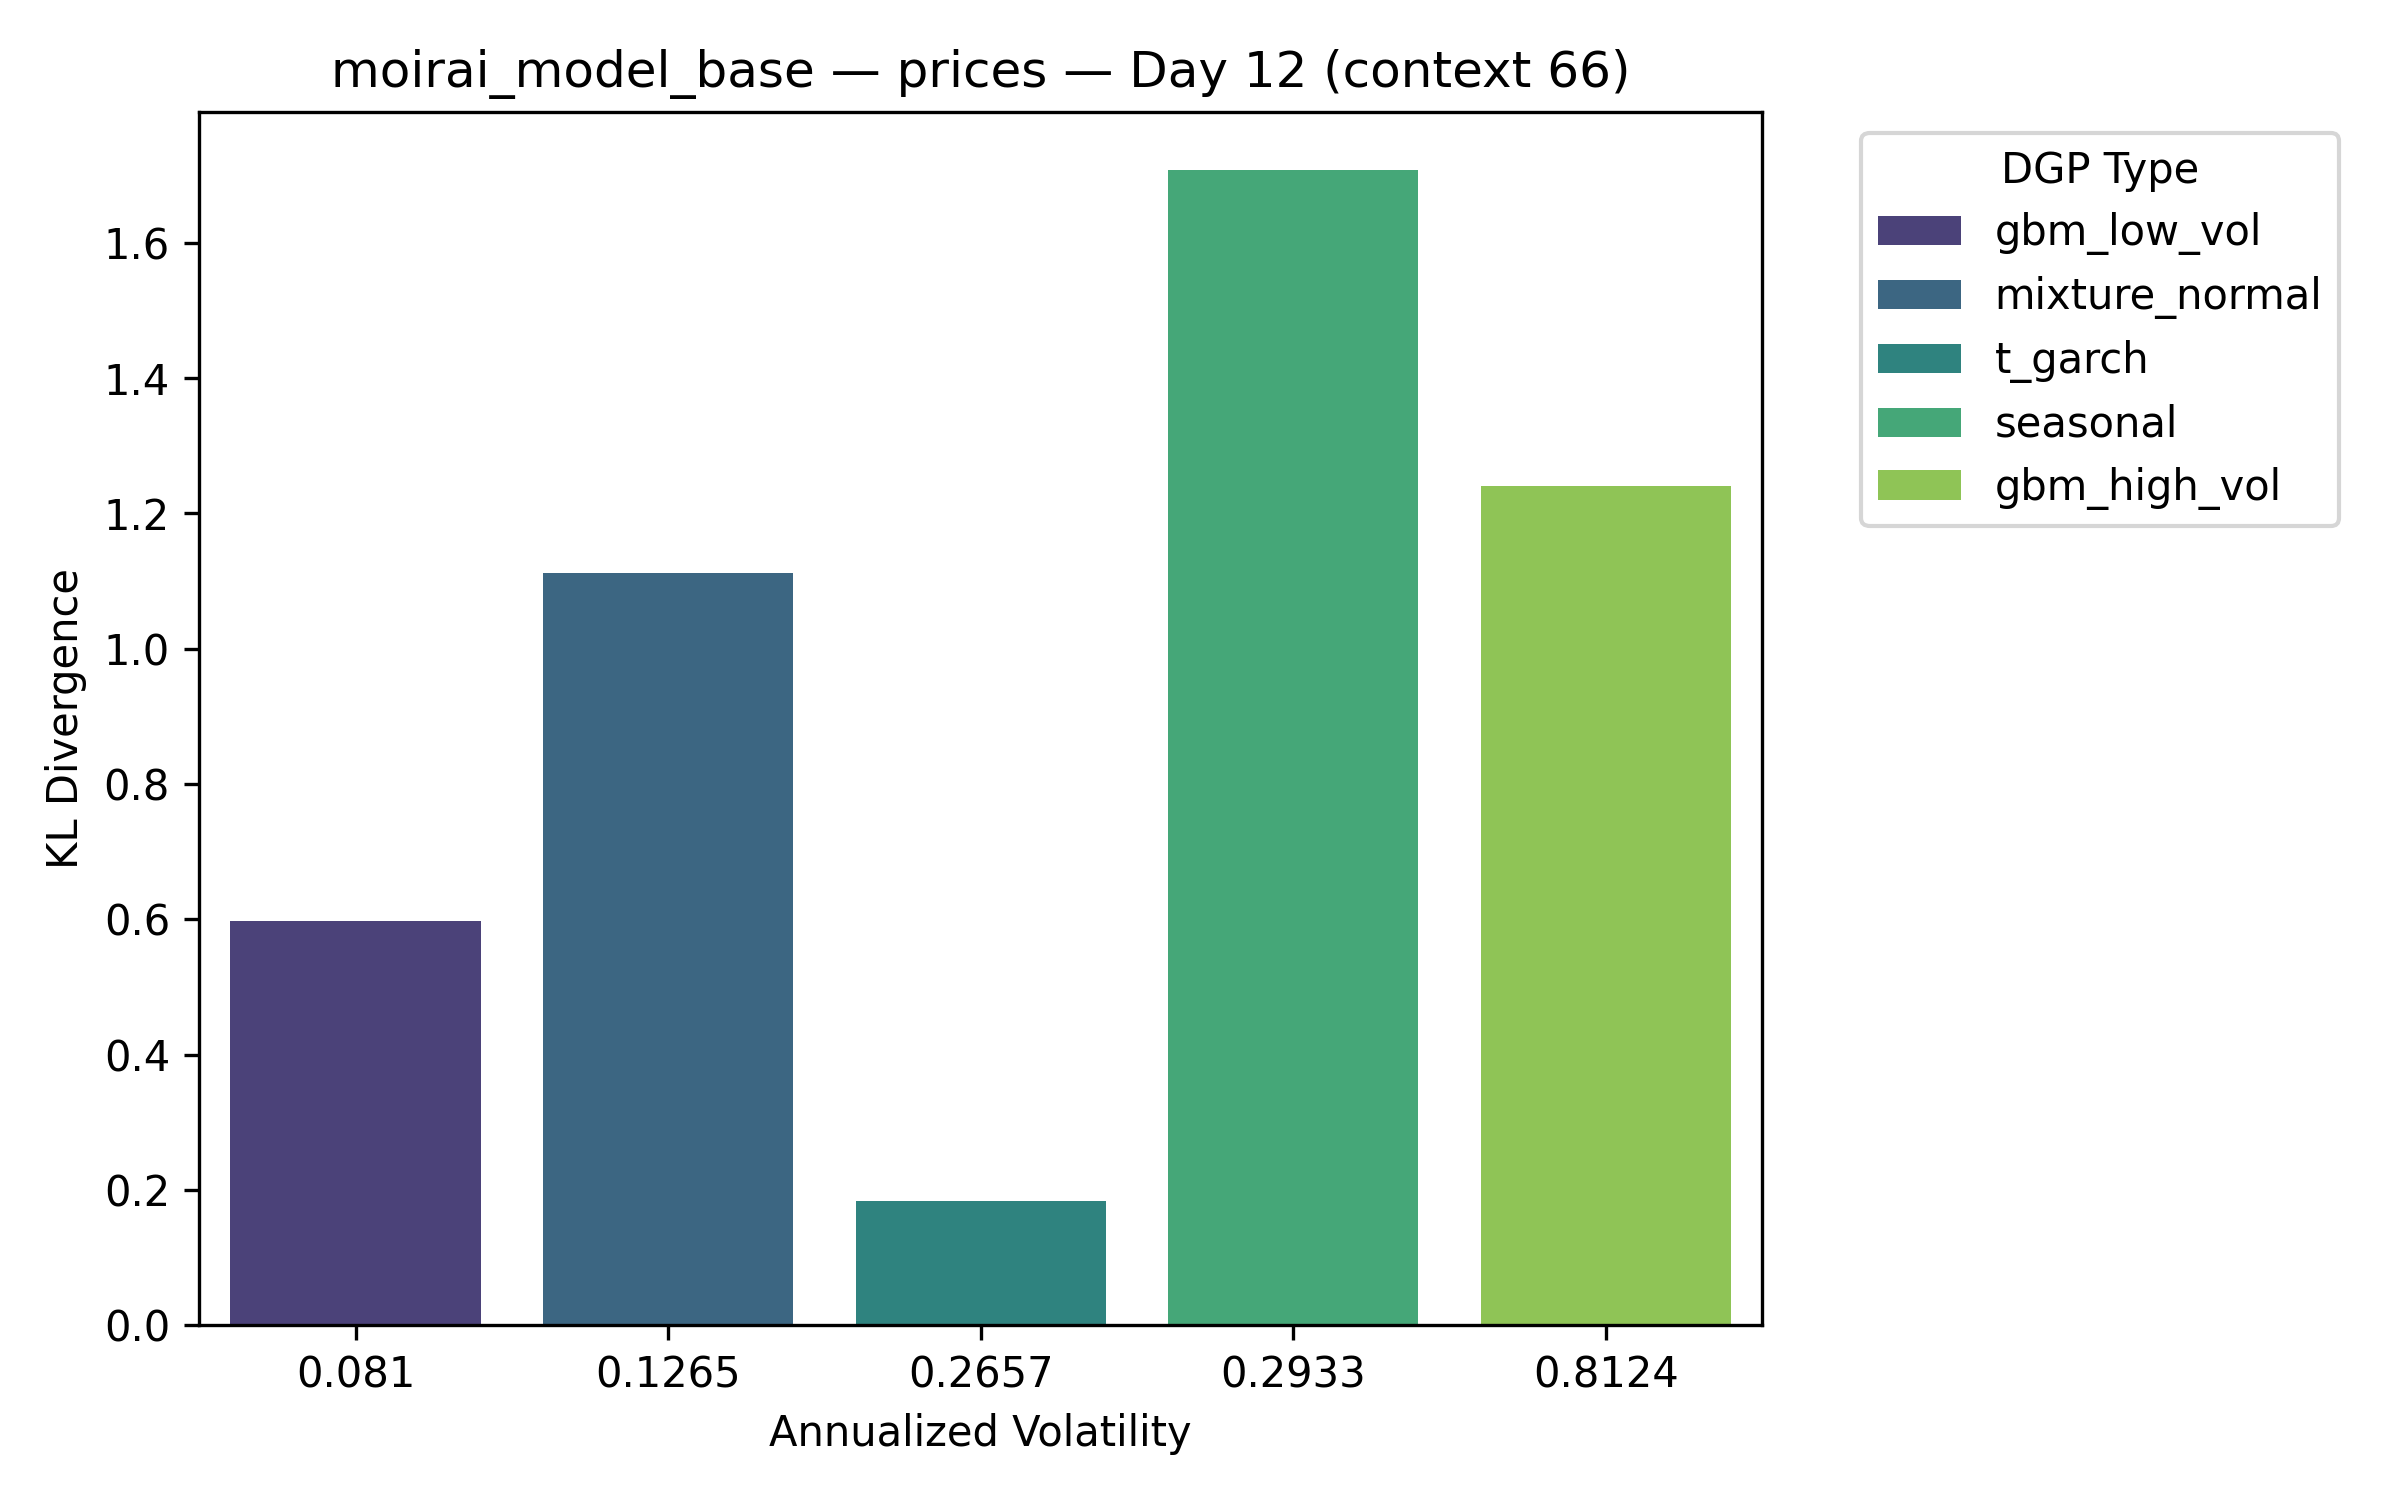 moirai_model_base — prices — Day 12 (context 66)
KL Divergence
1.6
1.4
1.2
1.0
0.8
0.6
0.4
0.2
0.0
0.081 0.1265 0.2657 0.2933 0.8124
Annualized Volatility
DGP Type
gbm_low_vol
mixture_normal
t_garch
seasonal
gbm_high_vol